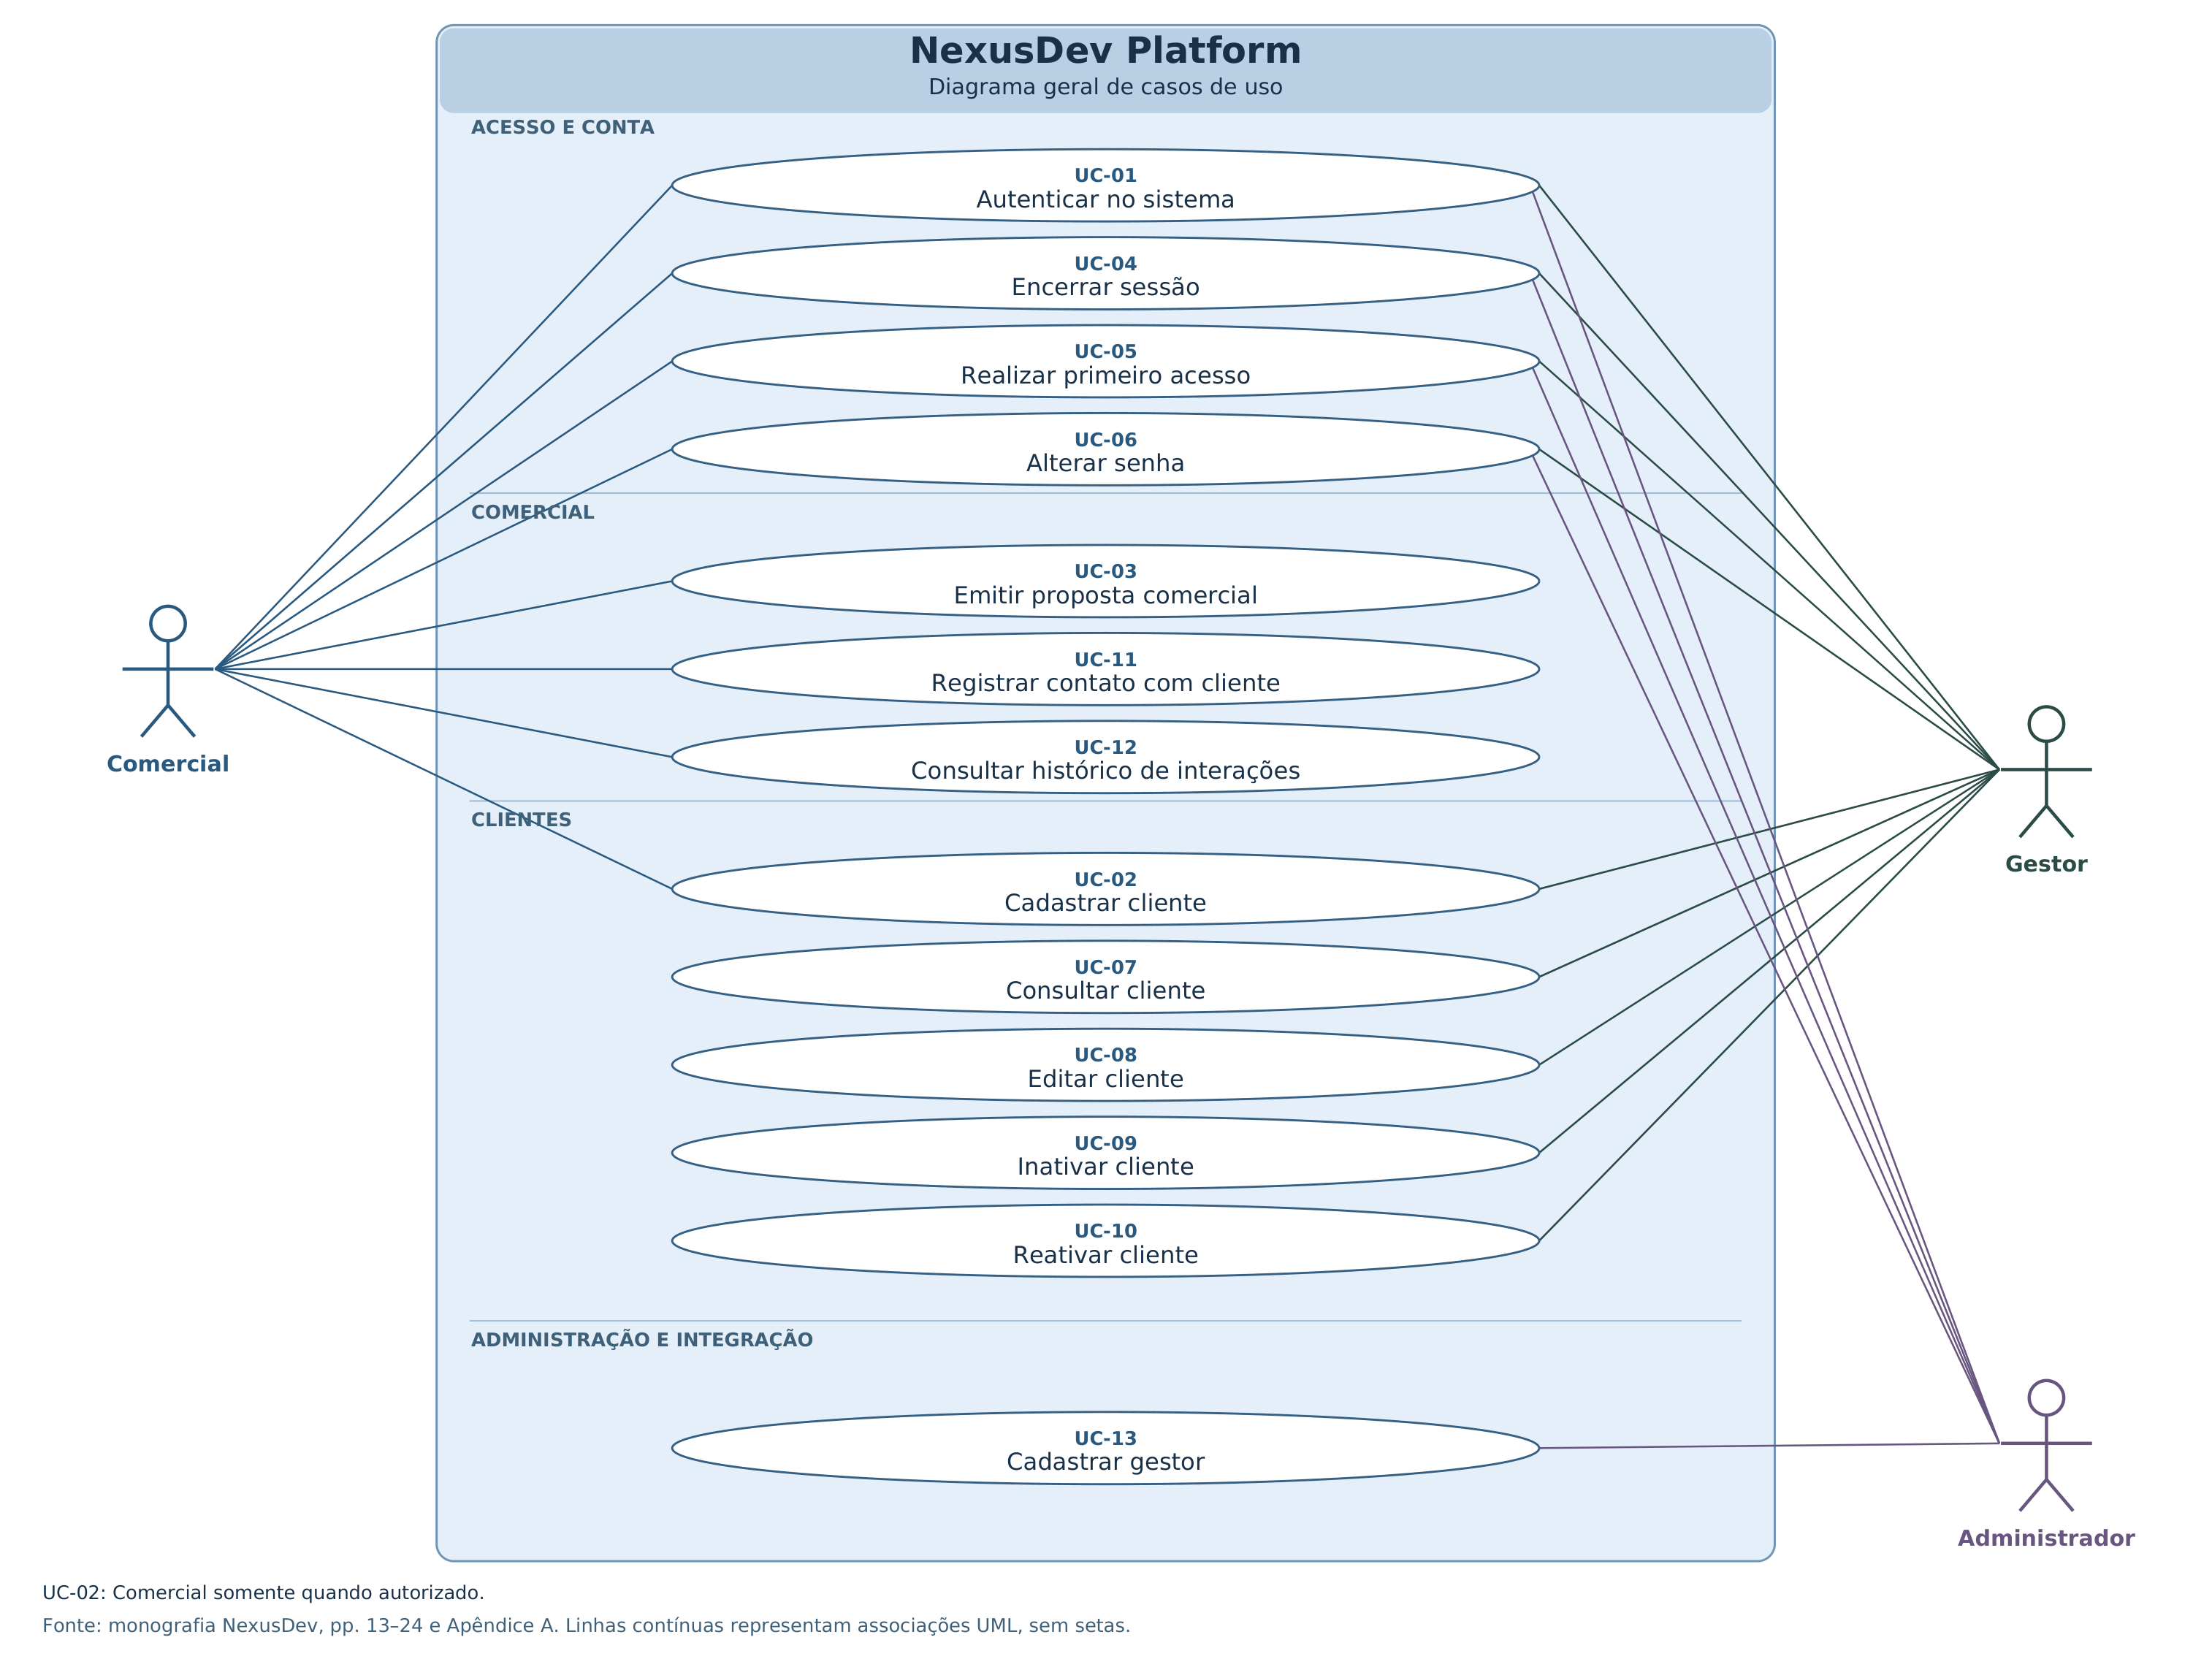 NexusDev Platform
Diagrama geral de casos de uso
ACESSO E CONTA
UC-01
Autenticar no sistema
UC-04
Encerrar sessão
UC-05
Realizar primeiro acesso
UC-06
Alterar senha
COMERCIAL
UC-03
Emitir proposta comercial
UC-11
Registrar contato com cliente
UC-12
Consultar histórico de interações
Comercial
CLIENTES
UC-02
Cadastrar cliente
Gestor
UC-07
Consultar cliente
UC-08
Editar cliente
UC-09
Inativar cliente
UC-10
Reativar cliente
ADMINISTRAÇÃO E INTEGRAÇÃO
UC-13
Cadastrar gestor
Administrador
UC-02: Comercial somente quando autorizado.
Fonte: monografia NexusDev, pp. 13–24 e Apêndice A. Linhas contínuas representam associações UML, sem setas.